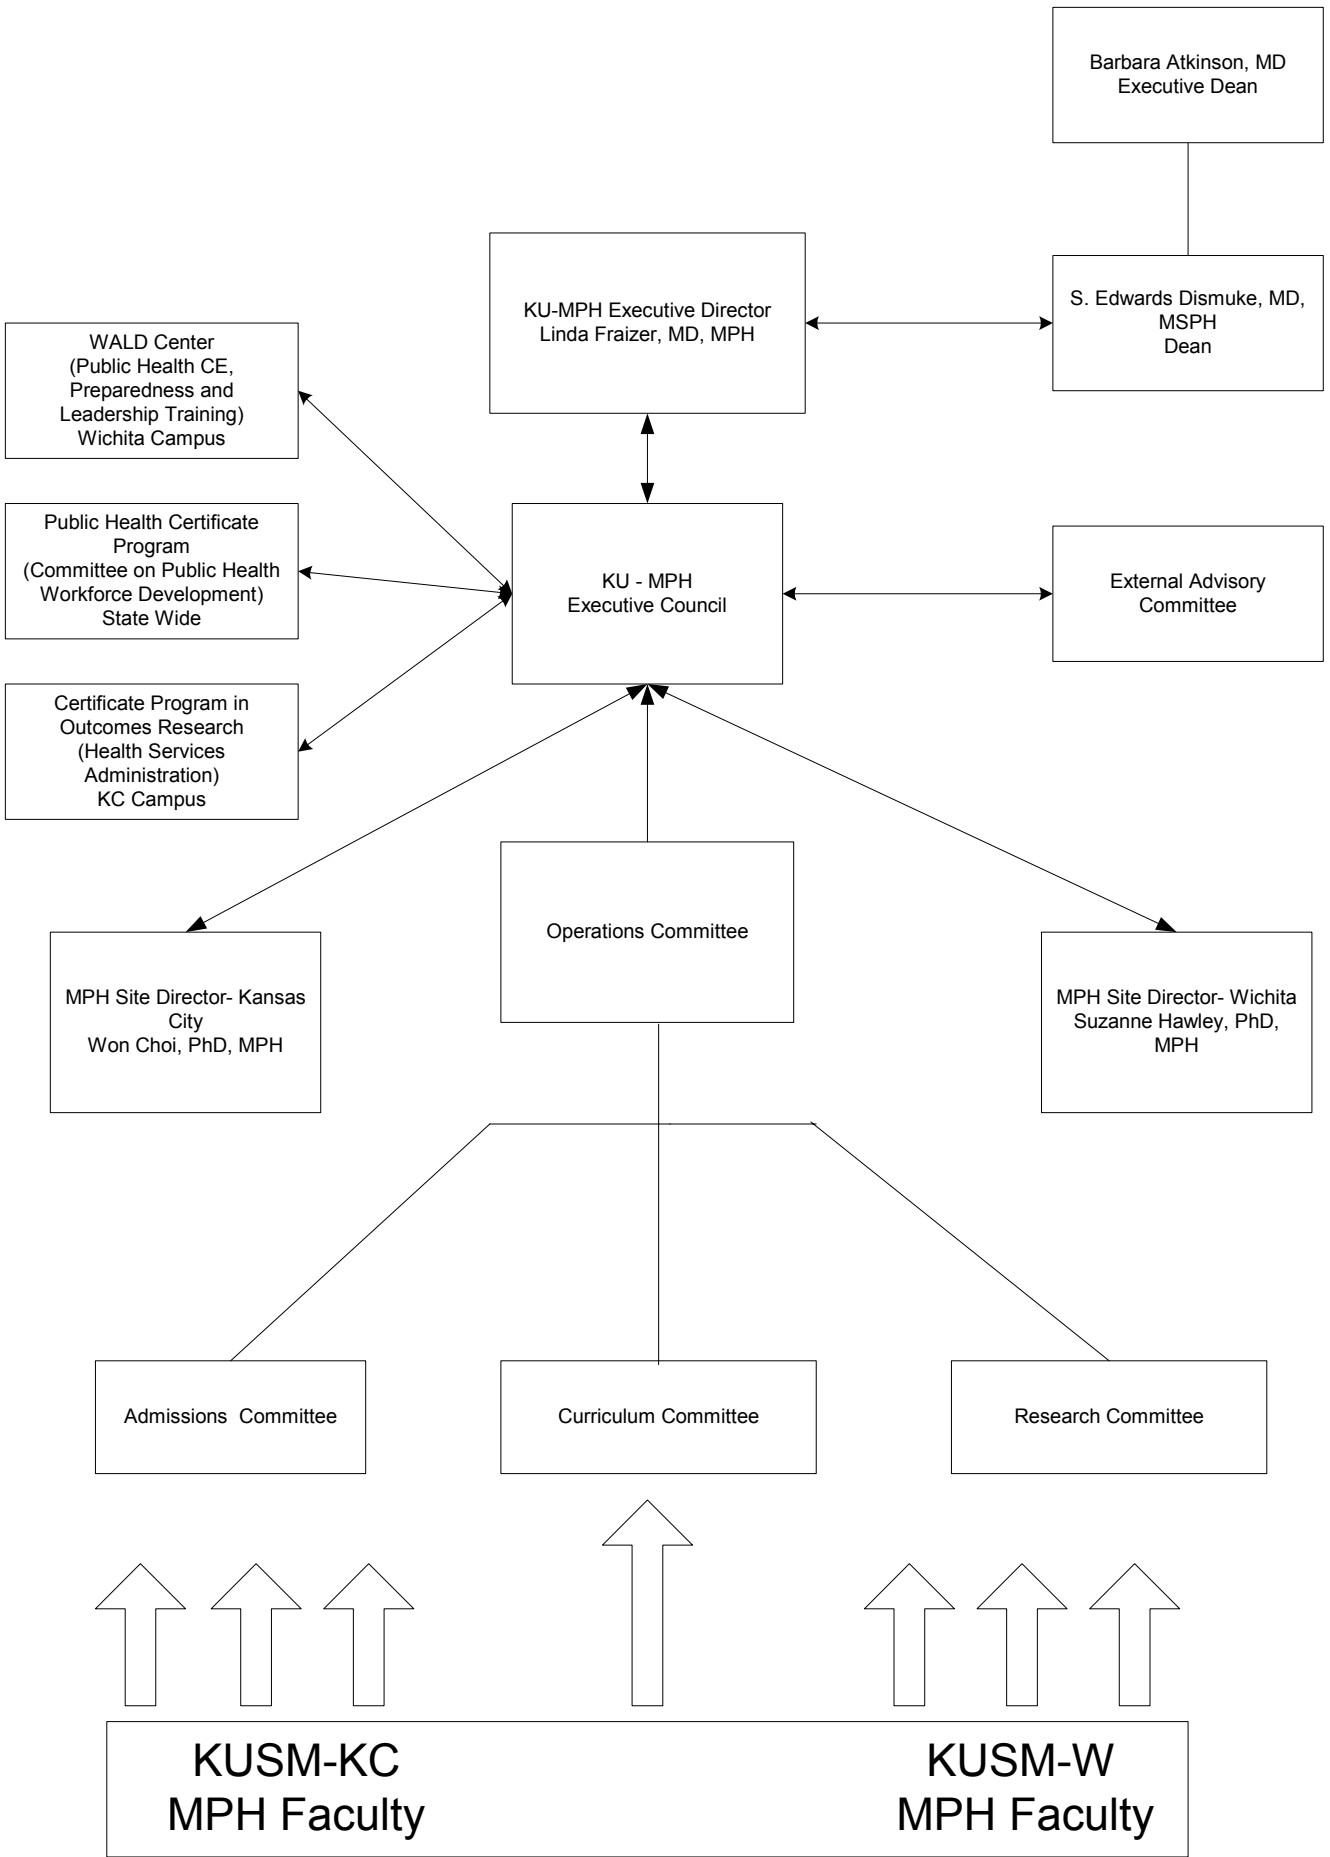 Barbara Atkinson, MD
Executive Dean
KU-MPH Executive Director
Linda Fraizer, MD, MPH
S. Edwards Dismuke, MD,
MSPH
Dean
WALD Center
(Public Health CE,
Preparedness and
Leadership Training)
Wichita Campus
Public Health Certificate
Program
(Committee on Public Health
Workforce Development)
State Wide
KU - MPH
Executive Council
External Advisory
Committee
Certificate Program in
Outcomes Research
(Health Services
Administration)
KC Campus
Operations Committee
MPH Site Director- Kansas
City
Won Choi, PhD, MPH
MPH Site Director- Wichita
Suzanne Hawley, PhD,
MPH
Admissions Committee
Curriculum Committee
Research Committee
KUSM-KC
MPH Faculty
KUSM-W
MPH Faculty